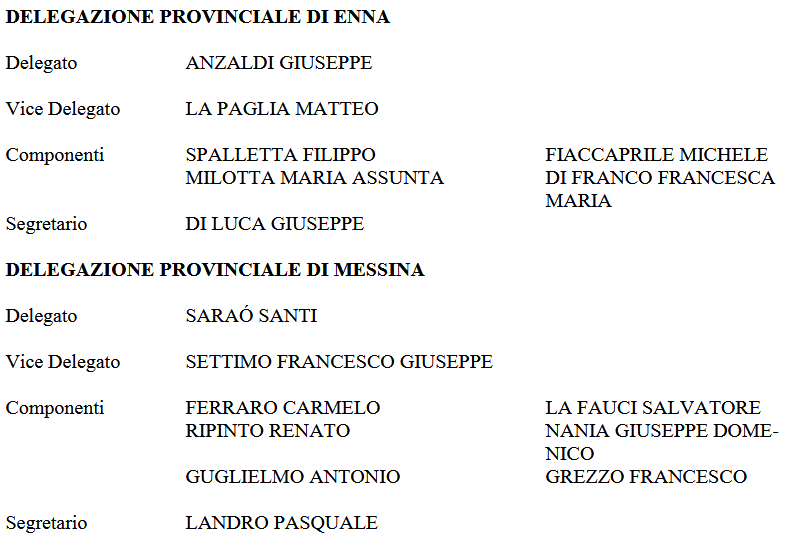 DELEGAZIONE PROVINCIALE DI ENNA
Delegato ANZALDI GIUSEPPE
Vice Delegato LA PAGLIA MATTEO
Componenti SPALLETTA FILIPPO FIACCAPRILE MICHELE
MILOTTA MARIA ASSUNTA DI FRANCO FRANCESCA
MARIA
Segretario DI LUCA GIUSEPPE
DELEGAZIONE PROVINCIALE DI MESSINA
Delegato SARAÓ SANTI
Vice Delegato SETTIMO FRANCESCO GIUSEPPE
Componenti FERRARO CARMELO LA FAUCI SALVATORE
RIPINTO RENATO NANIA GIUSEPPE DOME-
NICO
GUGLIELMO ANTONIO GREZZO FRANCESCO
Segretario LANDRO PASQUALE